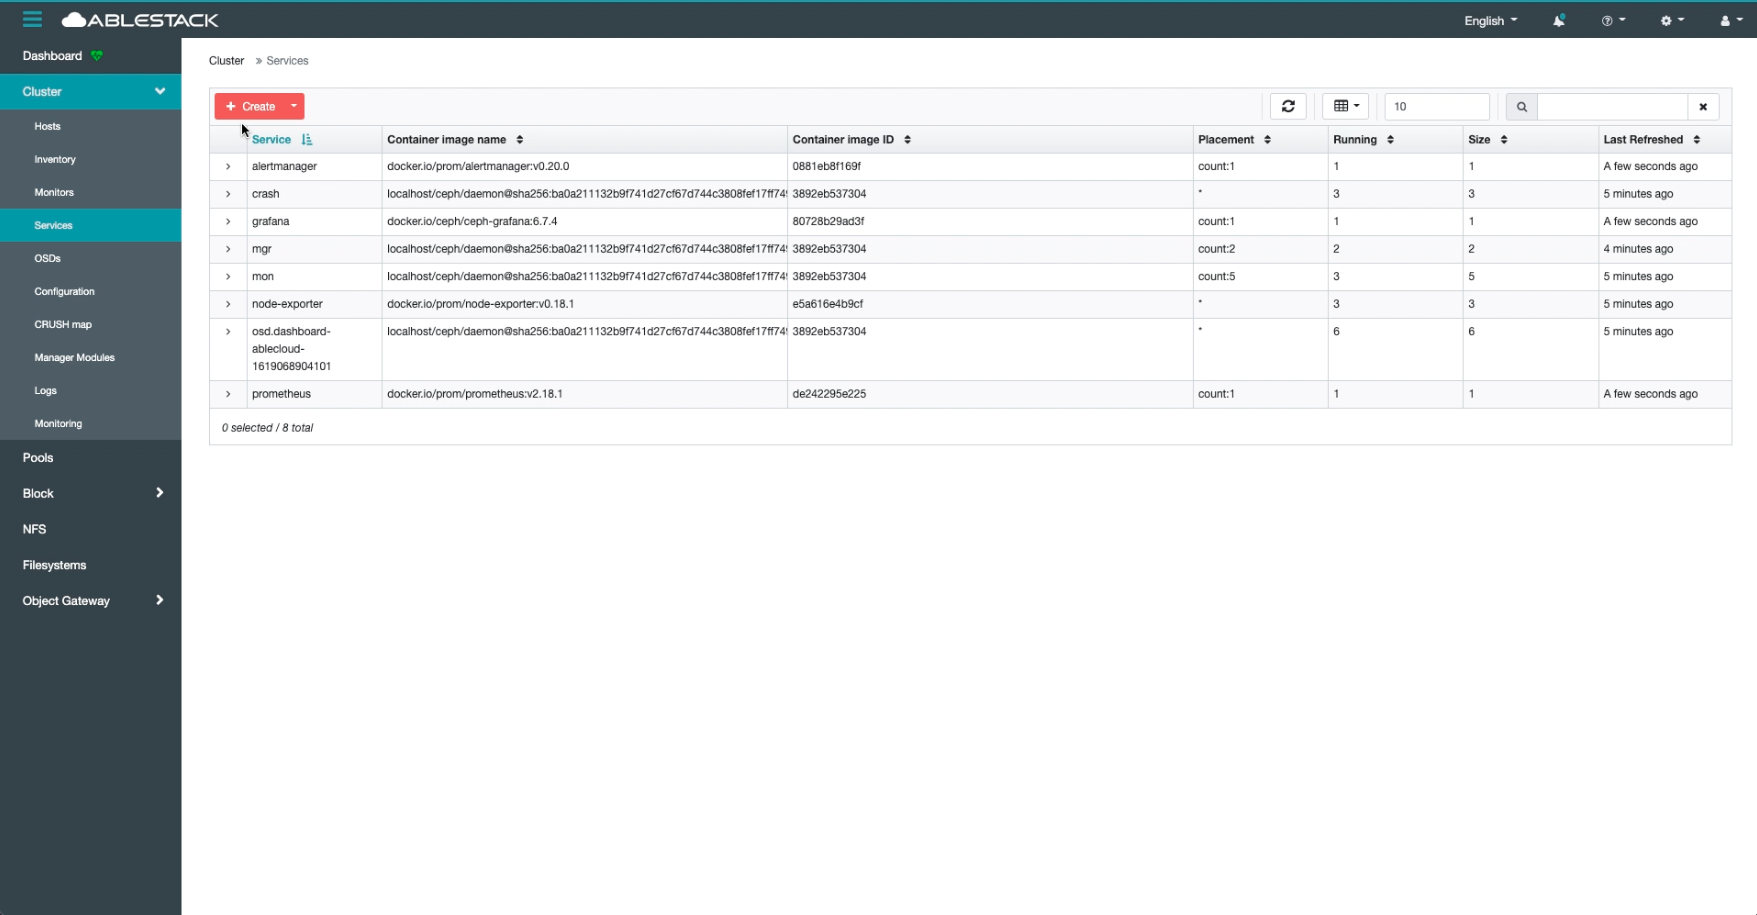 ABLESTACK
English
Dashboard
Cluster
Hosts
Inventory
Monitors
Services
OSDs
Configuration
CRUSH map
Manager Modules
Logs
Monitoring
Pools
Block
NFS
Filesystems
Object Gateway
Cluster » Services
+ Create
10
Service Container image name Container image ID Placement Running Size Last Refreshed
alertmanager docker.io/prom/alertmanager:v0.20.0 0881eb8f169f count:1 1 1 A few seconds ago
crash localhost/ceph/daemon@sha256:ba0a211132b9f741d27cf67d744c3808fef17ff74 3892eb537304 * 3 3 5 minutes ago
grafana docker.io/ceph/ceph-grafana:6.7.4 80728b29ad3f count:1 1 1 A few seconds ago
mgr localhost/ceph/daemon@sha256:ba0a211132b9f741d27cf67d744c3808fef17ff74 3892eb537304 count:2 2 2 4 minutes ago
mon localhost/ceph/daemon@sha256:ba0a211132b9f741d27cf67d744c3808fef17ff74 3892eb537304 count:5 3 5 5 minutes ago
node-exporter docker.io/prom/node-exporter:v0.18.1 e5a616e4b9cf * 3 3 5 minutes ago
osd.dashboard- localhost/ceph/daemon@sha256:ba0a211132b9f741d27cf67d744c3808fef17ff74 3892eb537304 * 6 6 5 minutes ago
ablecloud-
1619068904101
prometheus docker.io/prom/prometheus:v2.18.1 de242295e225 count:1 1 1 A few seconds ago
0 selected / 8 total